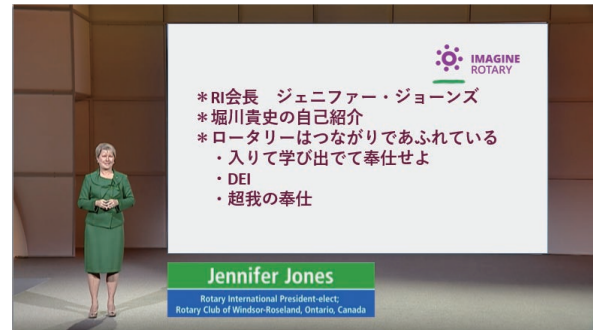 IMAGINE
ROTARY
＊RI会長　ジェニファー・ジョーンズ
＊堀川貴史の自己紹介
＊ロータリーはつながりであふれている
・入りて学び出でて奉仕せよ
・DEI
・超我の奉仕
Jennifer Jones
Rotary International President-elect;
Rotary Club of Windsor-Roseland, Ontario, Canada